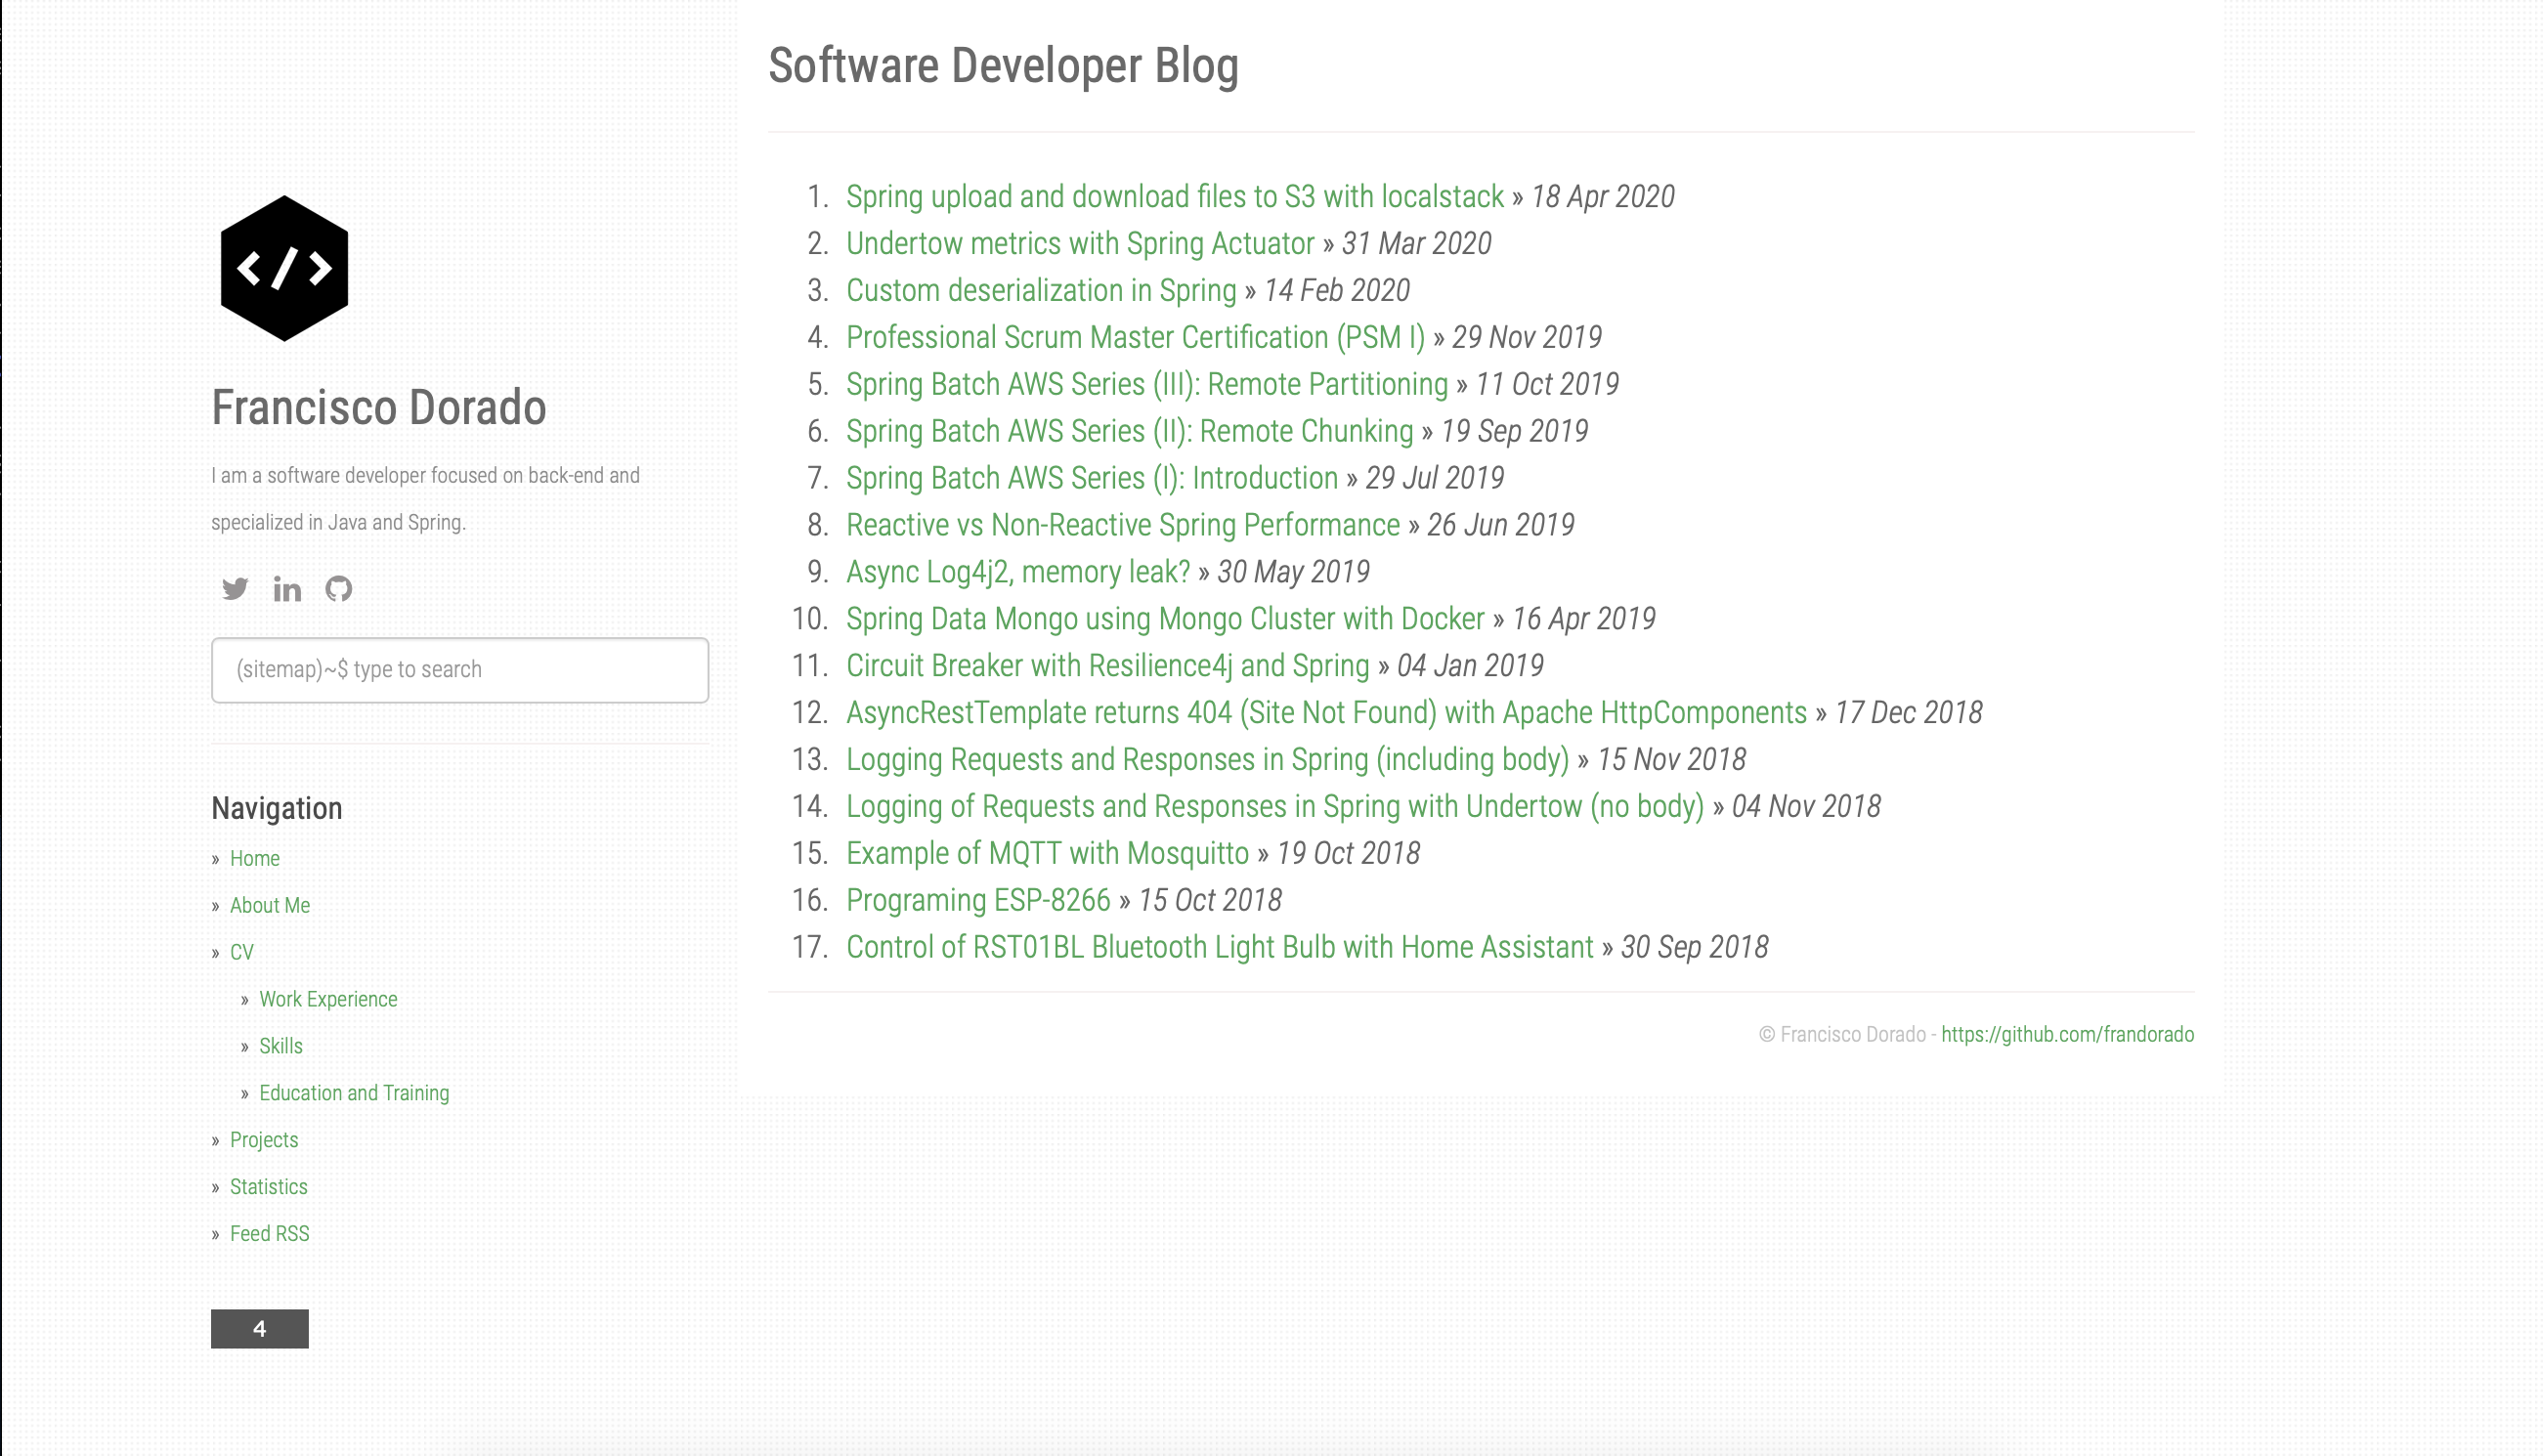 Francisco Dorado
I am a software developer focused on back-end and
specialized in Java and Spring.
(sitemap)~$ type to search
Navigation
» Home
» About Me
» CV
» Work Experience
» Skills
» Education and Training
» Projects
» Statistics
» Feed RSS
4
Software Developer Blog
1. Spring upload and download files to S3 with localstack » 18 Apr 2020
2. Undertow metrics with Spring Actuator » 31 Mar 2020
3. Custom deserialization in Spring » 14 Feb 2020
4. Professional Scrum Master Certification (PSM I) » 29 Nov 2019
5. Spring Batch AWS Series (III): Remote Partitioning » 11 Oct 2019
6. Spring Batch AWS Series (II): Remote Chunking » 19 Sep 2019
7. Spring Batch AWS Series (I): Introduction » 29 Jul 2019
8. Reactive vs Non-Reactive Spring Performance » 26 Jun 2019
9. Async Log4j2, memory leak? » 30 May 2019
10. Spring Data Mongo using Mongo Cluster with Docker » 16 Apr 2019
11. Circuit Breaker with Resilience4j and Spring » 04 Jan 2019
12. AsyncRestTemplate returns 404 (Site Not Found) with Apache HttpComponents » 17 Dec 2018
13. Logging Requests and Responses in Spring (including body) » 15 Nov 2018
14. Logging of Requests and Responses in Spring with Undertow (no body) » 04 Nov 2018
15. Example of MQTT with Mosquitto » 19 Oct 2018
16. Programing ESP-8266 » 15 Oct 2018
17. Control of RST01BL Bluetooth Light Bulb with Home Assistant » 30 Sep 2018
© Francisco Dorado - https://github.com/frandorado